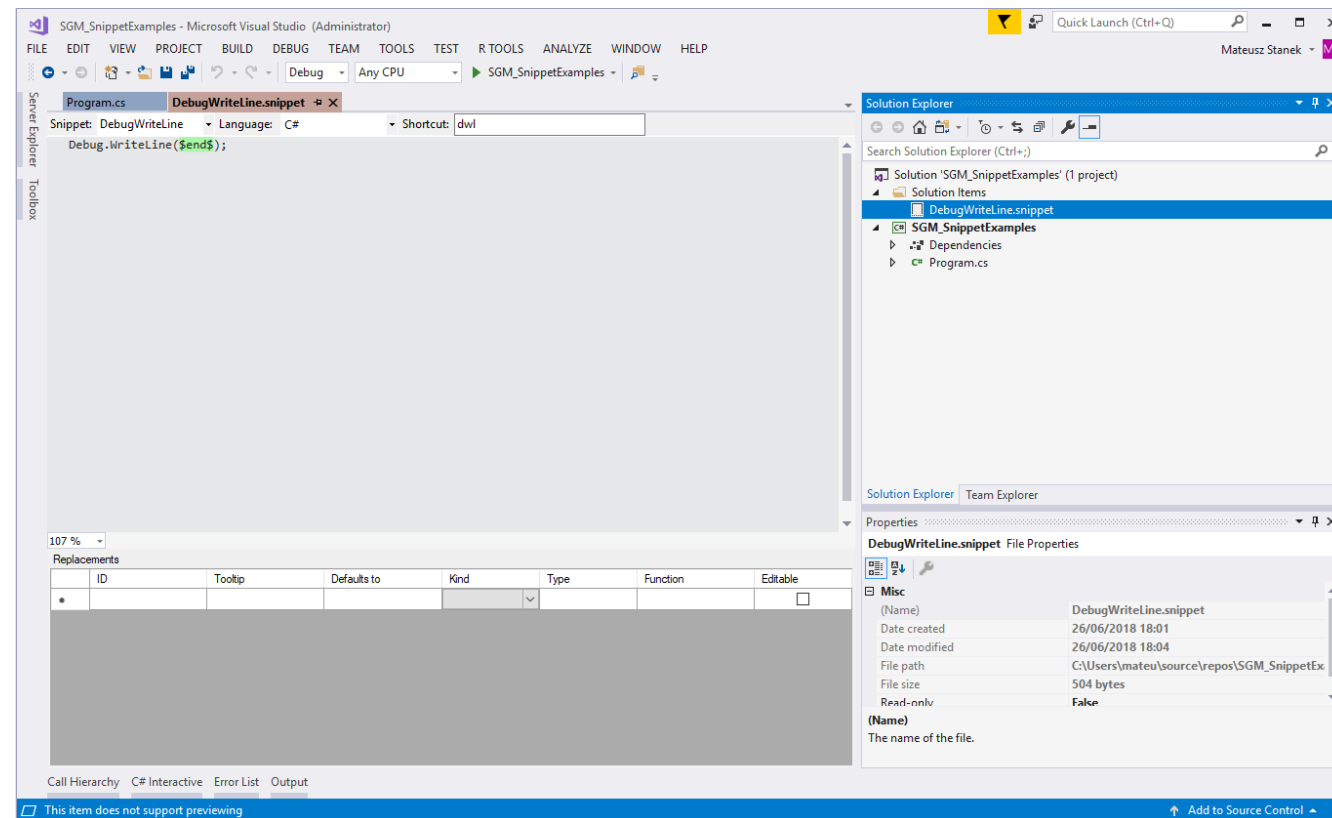 SGM_SnippetExamples - Microsoft Visual Studio (Administrator)
Quick Launch (Ctrl+Q)
FILE EDIT VIEW PROJECT BUILD DEBUG TEAM TOOLS TEST R TOOLS ANALYZE WINDOW HELP
Mateusz Stanek
M
Debug Any CPU SGM_SnippetExamples
Server Explorer
Toolbox
Program.cs DebugWriteLine.snippet
Snippet: DebugWriteLine Language: C# Shortcut: dwl
Debug.WriteLine($end$);
107 %
Replacements
ID Tooltip Defaults to Kind Type Function Editable
Solution Explorer
Search Solution Explorer (Ctrl+;)
Solution 'SGM_SnippetExamples' (1 project)
Solution Items
DebugWriteLine.snippet
C# SGM_SnippetExamples
Dependencies
C# Program.cs
Solution Explorer Team Explorer
Properties
DebugWriteLine.snippet File Properties
Misc
(Name) DebugWriteLine.snippet
Date created 26/06/2018 18:01
Date modified 26/06/2018 18:04
File path C:\Users\mateu\source\repos\SGM_SnippetEx
File size 504 bytes
Read-only False
(Name)
The name of the file.
Call Hierarchy C# Interactive Error List Output
This item does not support previewing
Add to Source Control